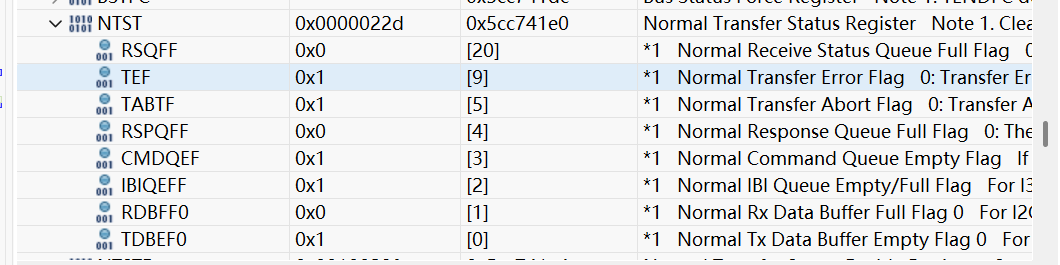 NTST 0x0000022d 0x5cc741e0 Normal Transfer Status Register Note 1. Clea
RSQFF 0x0 [20] *1 Normal Receive Status Queue Full Flag 0
TEF 0x1 [9] *1 Normal Transfer Error Flag 0: Transfer Er
TABTF 0x1 [5] *1 Normal Transfer Abort Flag 0: Transfer A
RSPQFF 0x0 [4] *1 Normal Response Queue Full Flag 0: The
CMDQEF 0x1 [3] *1 Normal Command Queue Empty Flag If
IBIQEFF 0x1 [2] *1 Normal IBI Queue Empty/Full Flag For I3
RDBFF0 0x0 [1] *1 Normal Rx Data Buffer Full Flag 0 For I2C
TDBEF0 0x1 [0] *1 Normal Tx Data Buffer Empty Flag 0 For